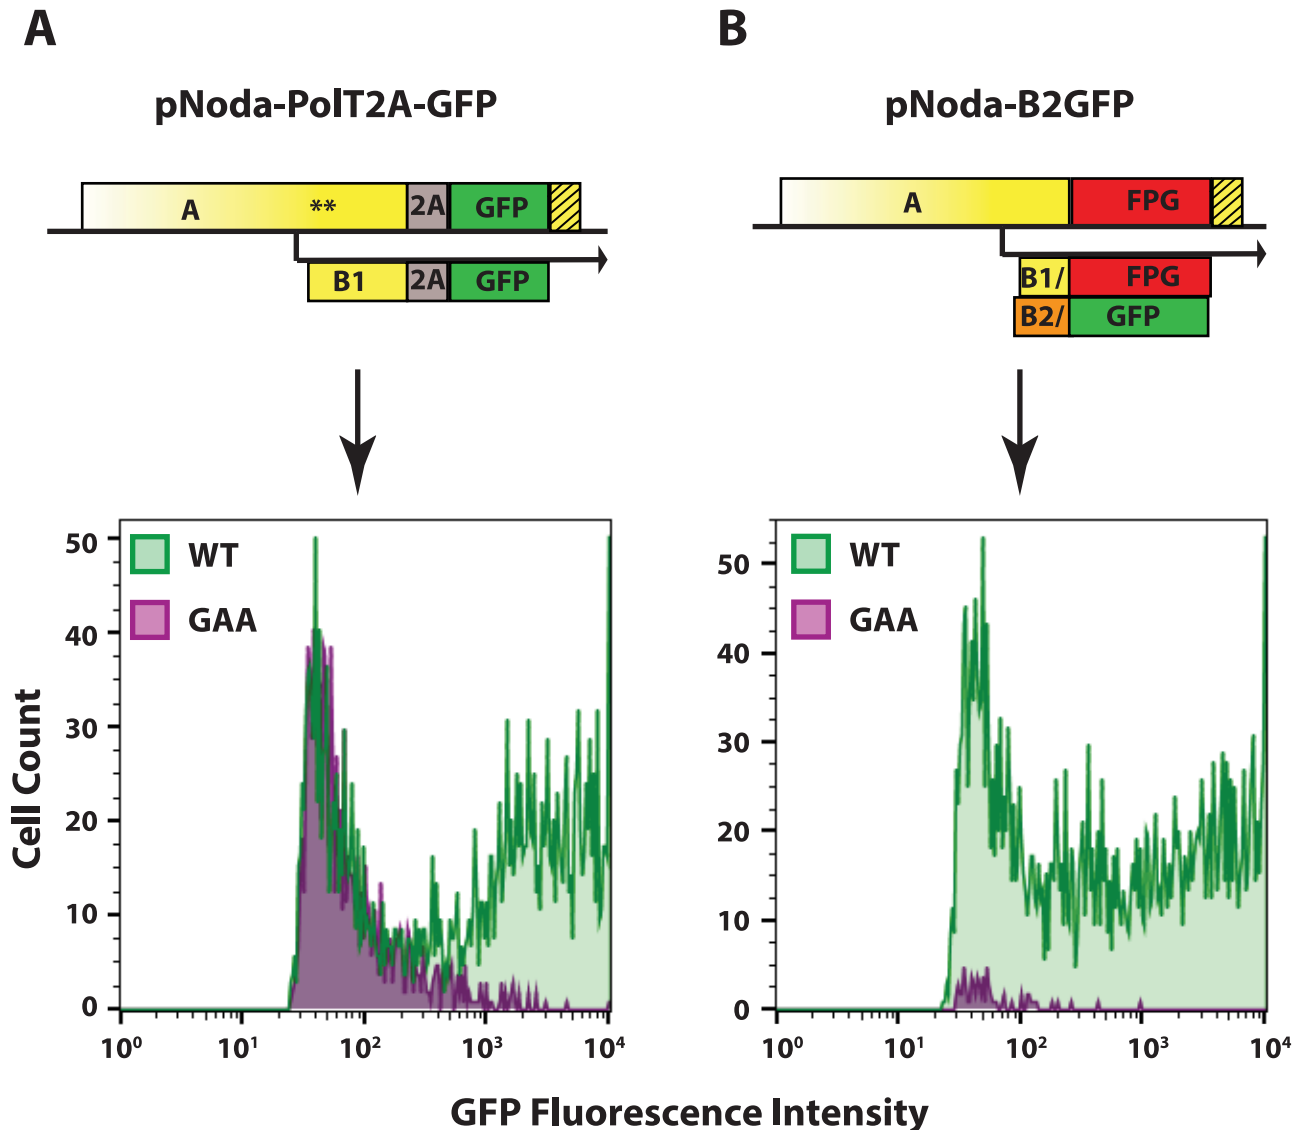 A
B
pNoda-PolT2A-GFP
pNoda-B2GFP
A ** 2A GFP
B1 2A GFP
A FPG
B1/ FPG
B2/ GFP
WT
GAA
WT
GAA
Cell Count
50
40
30
20
10
0
10⁰ 10¹ 10² 10³ 10⁴
50
40
30
20
10
0
10⁰ 10¹ 10² 10³ 10⁴
GFP Fluorescence Intensity